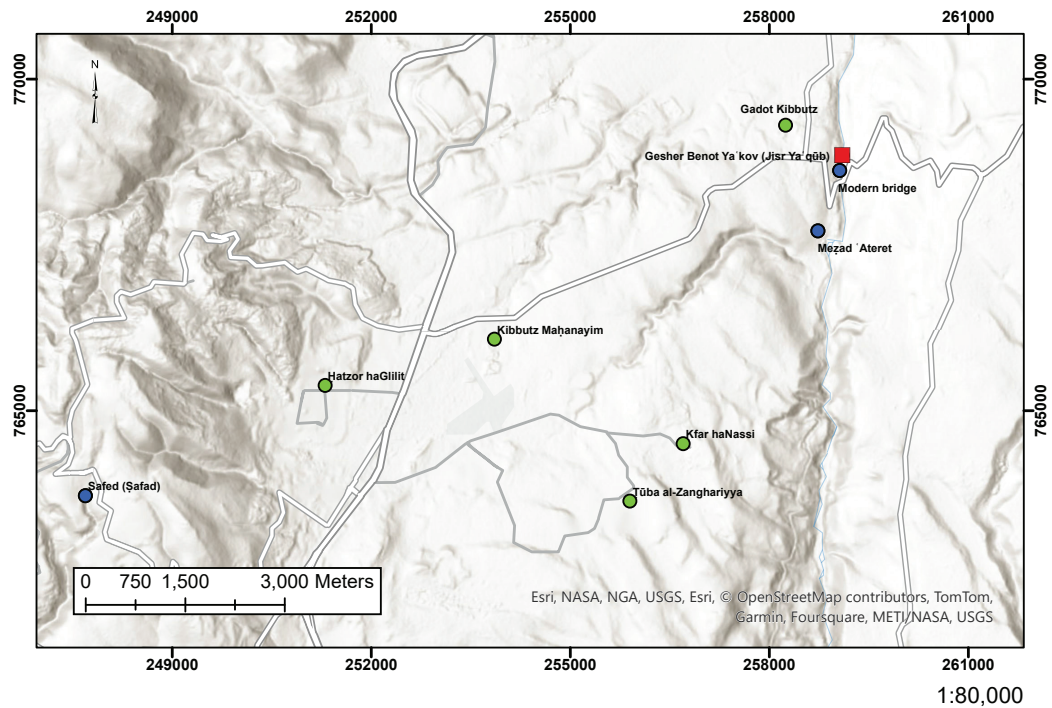 249000 252000 255000 258000 261000
770000 770000
N
Gadot Kibbutz
Gesher Benot Yaʿkov (Jisr Yaʿqūb)
Modern bridge
Meẓad ʿAteret
Kibbutz Maḥanayim
Hatzor haGlilit
765000 765000
Kfar haNassi
Safed (Ṣafad)
Tūba al-Zanghariyya
0 750 1,500 3,000 Meters
Esri, NASA, NGA, USGS, Esri, © OpenStreetMap contributors, TomTom,
Garmin, Foursquare, METI/NASA, USGS
249000 252000 255000 258000 261000
1:80,000